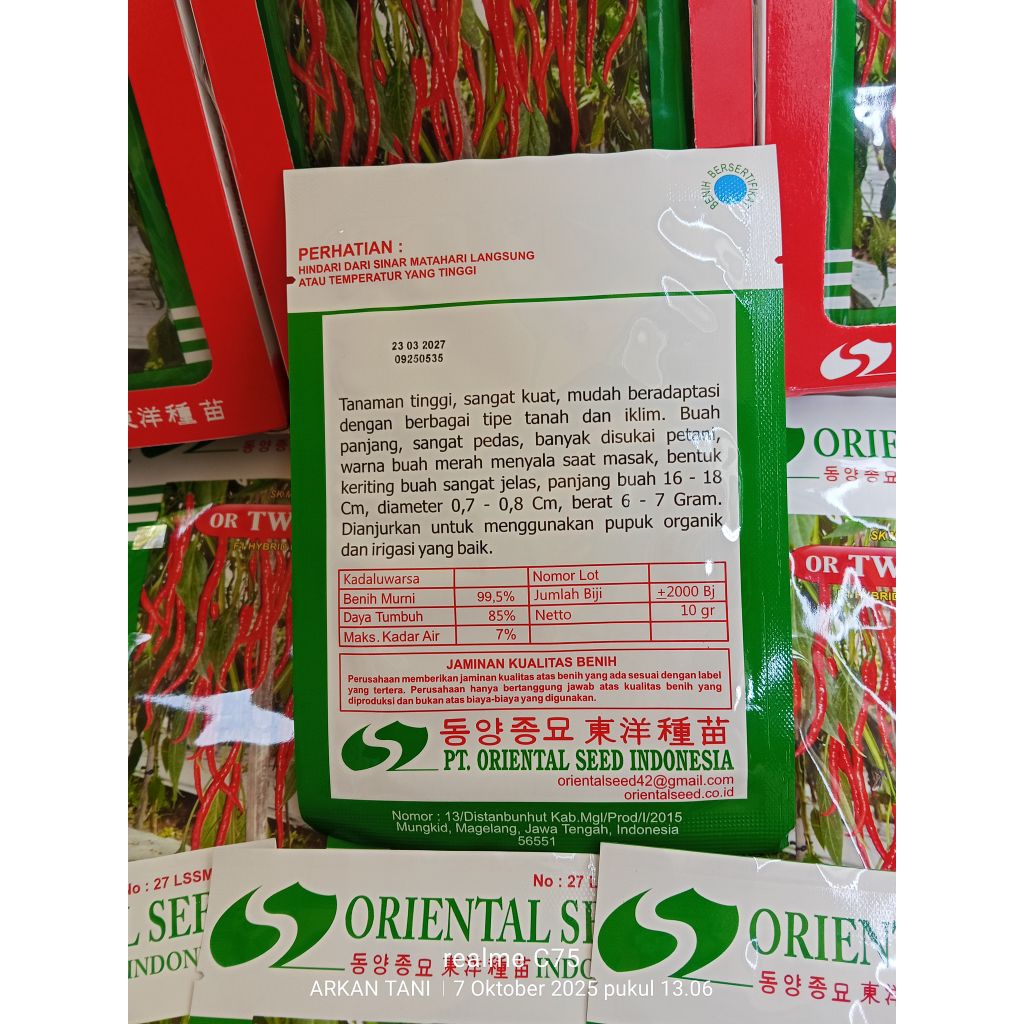 BENIH BERSERTIFIKAT
PERHATIAN :
HINDARI DARI SINAR MATAHARI LANGSUNG
ATAU TEMPERATUR YANG TINGGI
23 03 2027
09250535
Tanaman tinggi, sangat kuat, mudah beradaptasi
dengan berbagai tipe tanah dan iklim. Buah
panjang, sangat pedas, banyak disukai petani,
warna buah merah menyala saat masak, bentuk
keriting buah sangat jelas, panjang buah 16 - 18
Cm, diameter 0,7 - 0,8 Cm, berat 6 - 7 Gram.
Dianjurkan untuk menggunakan pupuk organik
dan irigasi yang baik.
Kadaluwarsa Nomor Lot
Benih Murni 99,5% Jumlah Biji ±2000 Bj
Daya Tumbuh 85% Netto 10 gr
Maks. Kadar Air 7%
JAMINAN KUALITAS BENIH
Perusahaan memberikan jaminan kualitas atas benih yang ada sesuai dengan label
yang tertera. Perusahaan hanya bertanggung jawab atas kualitas benih yang
diproduksi dan bukan atas biaya-biaya yang digunakan.
동양종묘 東洋種苗
PT. ORIENTAL SEED INDONESIA
orientalseed42@gmail.com
orientalseed.co.id
Nomor : 13/Distanbunhut Kab.Mgl/Prod/I/2015
Mungkid, Magelang, Jawa Tengah, Indonesia
56551
洋種苗
OR TW
OR TW
No : 27 LSSM
No : 27 L
ORIENTAL SE
동양종묘 東洋種苗 INDO
ORIEN
동양종묘 東
realme C75
ARKAN TANI | 7 Oktober 2025 pukul 13.06